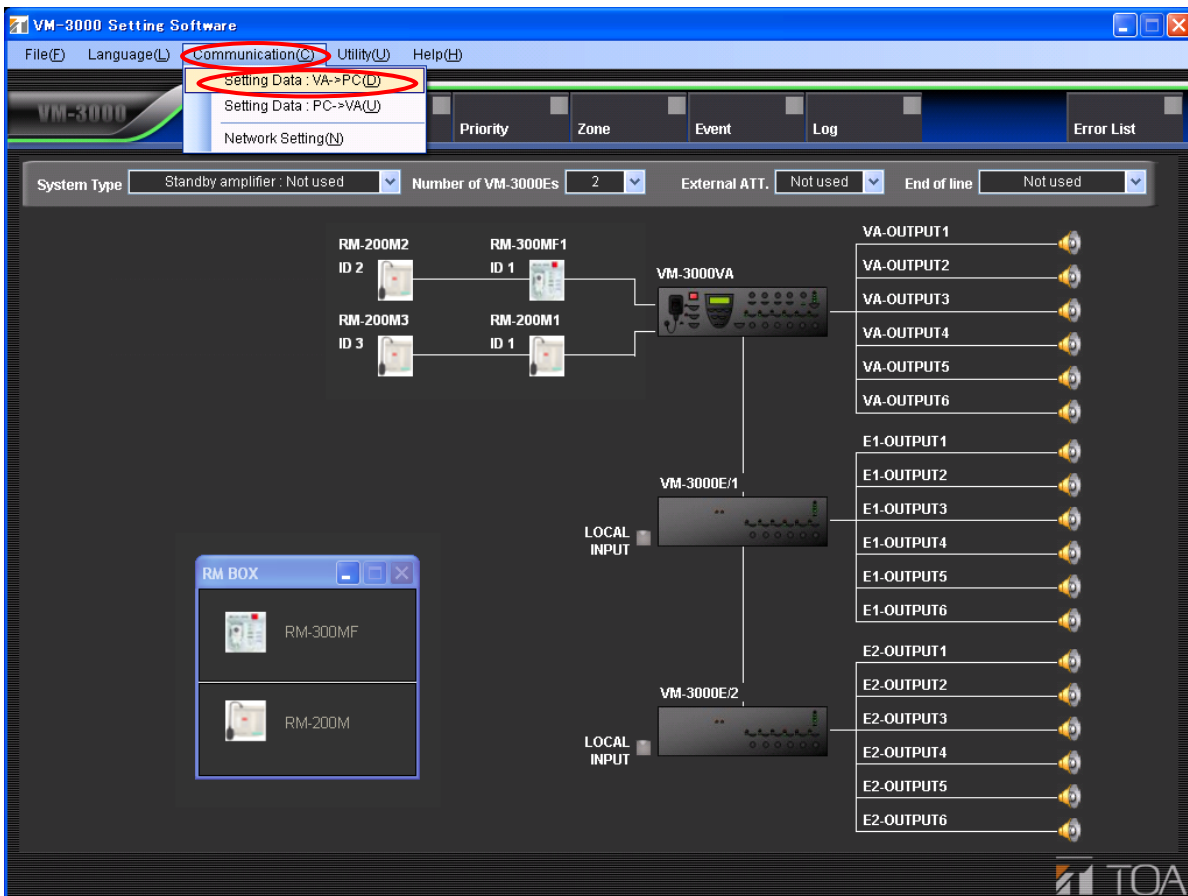 VM-3000 Setting Software
File(F) Language(L) Communication(C) Utility(U) Help(H)
Setting Data : VA->PC(D)
Setting Data : PC->VA(U)
Network Setting(N)
VM-3000
Priority Zone Event Log Error List
System Type Standby amplifier : Not used Number of VM-3000Es 2 External ATT. Not used End of line Not used
RM-200M2 RM-300MF1
ID 2 ID 1
RM-200M3 RM-200M1
ID 3 ID 1
VM-3000VA
VA-OUTPUT1
VA-OUTPUT2
VA-OUTPUT3
VA-OUTPUT4
VA-OUTPUT5
VA-OUTPUT6
VM-3000E/1
LOCAL
INPUT
E1-OUTPUT1
E1-OUTPUT2
E1-OUTPUT3
E1-OUTPUT4
E1-OUTPUT5
E1-OUTPUT6
RM BOX
RM-300MF
RM-200M
VM-3000E/2
LOCAL
INPUT
E2-OUTPUT1
E2-OUTPUT2
E2-OUTPUT3
E2-OUTPUT4
E2-OUTPUT5
E2-OUTPUT6
TOA